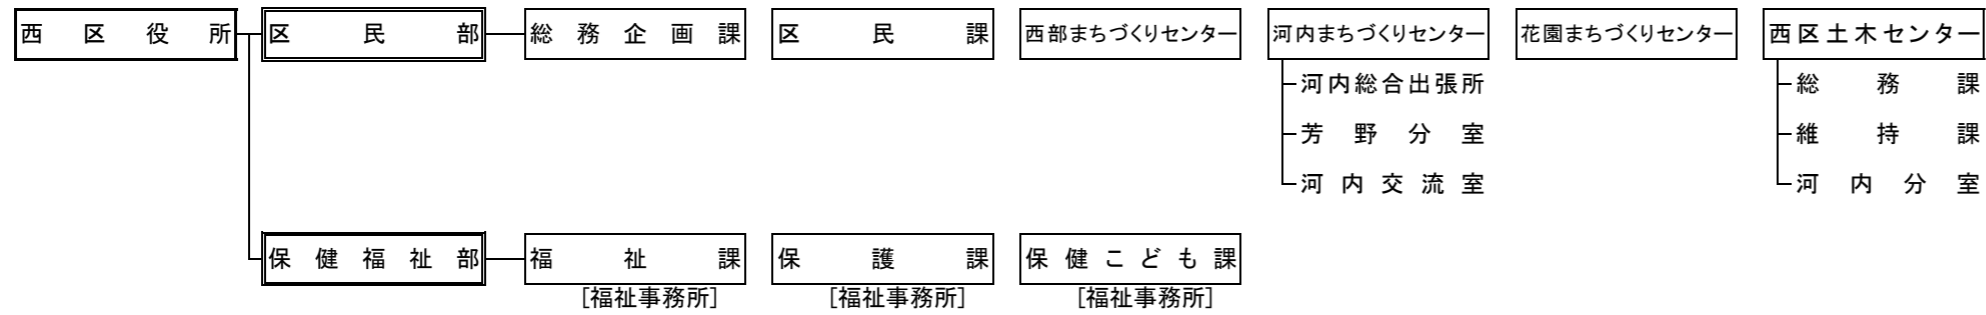 西区役所 区民部 総務企画課 区民課 西部まちづくりセンター 河内まちづくりセンター 花園まちづくりセンター 西区土木センター
河内総合出張所 総務課
芳野分室 維持課
河内交流室 河内分室
保健福祉部 福祉課 保護課 保健こども課
[福祉事務所] [福祉事務所] [福祉事務所]